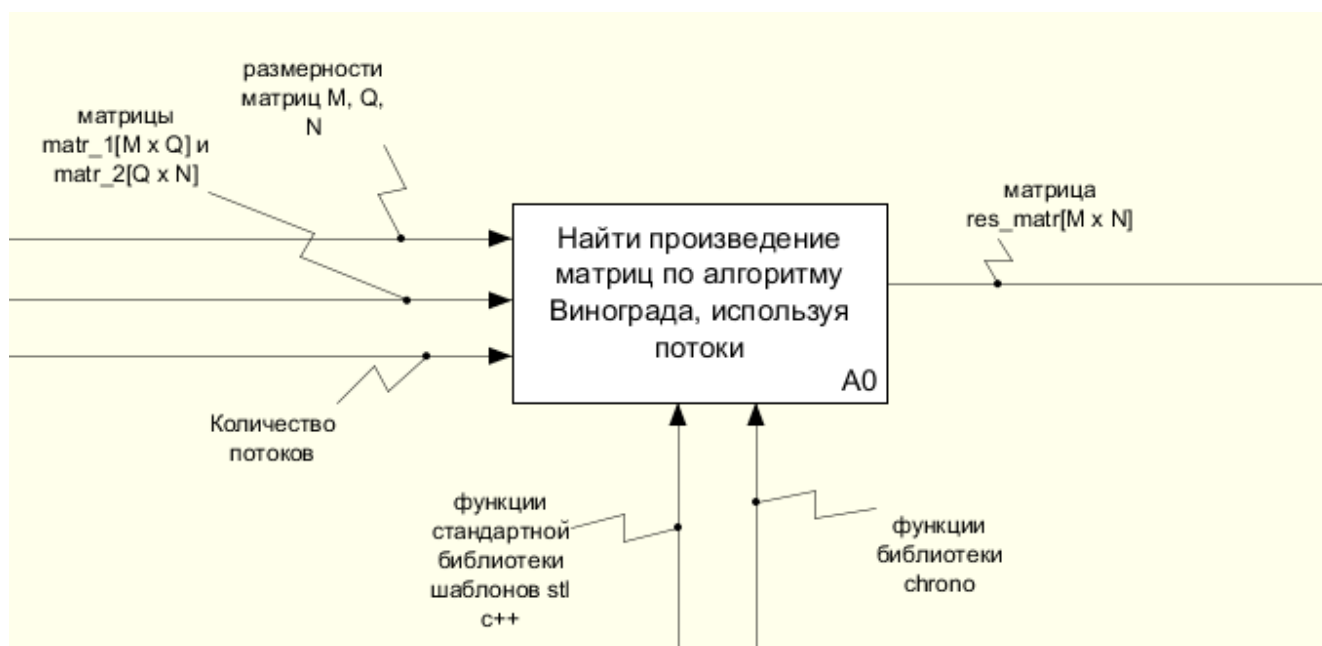 размерности
матриц M, Q,
N
матрицы
matr_1[M x Q] и
matr_2[Q x N]
матрица
res_matr[M x N]
Найти произведение
матриц по алгоритму
Винограда, используя
потоки
A0
Количество
потоков
функции
стандартной
библиотеки
шаблонов stl
c++
функции
библиотеки
chrono